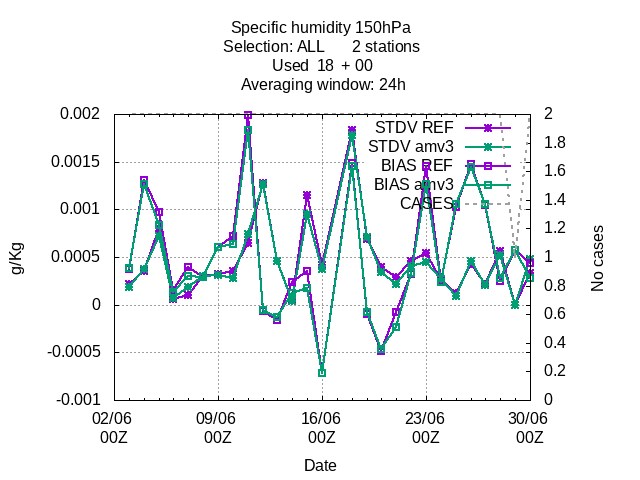 Specific humidity 150hPa
Selection: ALL 2 stations
Used 18 + 00
Averaging window: 24h
0.002
0.0015
0.001
0.0005
0
-0.0005
-0.001
g/Kg
STDV REF
STDV amv3
BIAS REF
BIAS amv3
CASES
2
1.8
1.6
1.4
1.2
1
0.8
0.6
0.4
0.2
0
No cases
02/06 09/06 16/06 23/06 30/06
00Z 00Z 00Z 00Z 00Z
Date